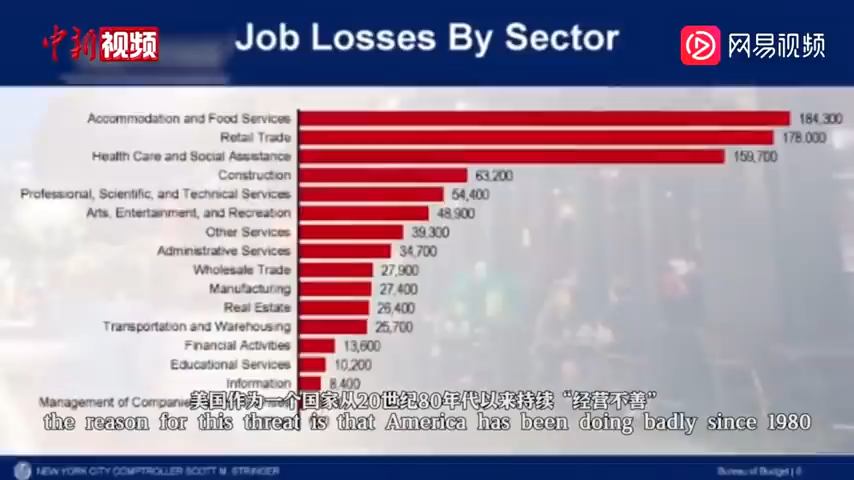 中新视频
Job Losses By Sector
网易视频
Accommodation and Food Services 184,300
Retail Trade 178,000
Health Care and Social Assistance 159,700
Construction 63,200
Professional, Scientific, and Technical Services 54,400
Arts, Entertainment, and Recreation 48,900
Other Services 39,300
Administrative Services 34,700
Wholesale Trade 27,900
Manufacturing 27,400
Real Estate 26,400
Transportation and Warehousing 25,700
Financial Activities 13,600
Educational Services 10,200
Information 8,400
Management of Companies
美国作为一个国家从20世纪80年代以来持续“经营不善”
the reason for this threat is that America has been doing badly since 1980
NEW YORK CITY COMPTROLLER SCOTT M. STRINGER
Bureau of Budget |